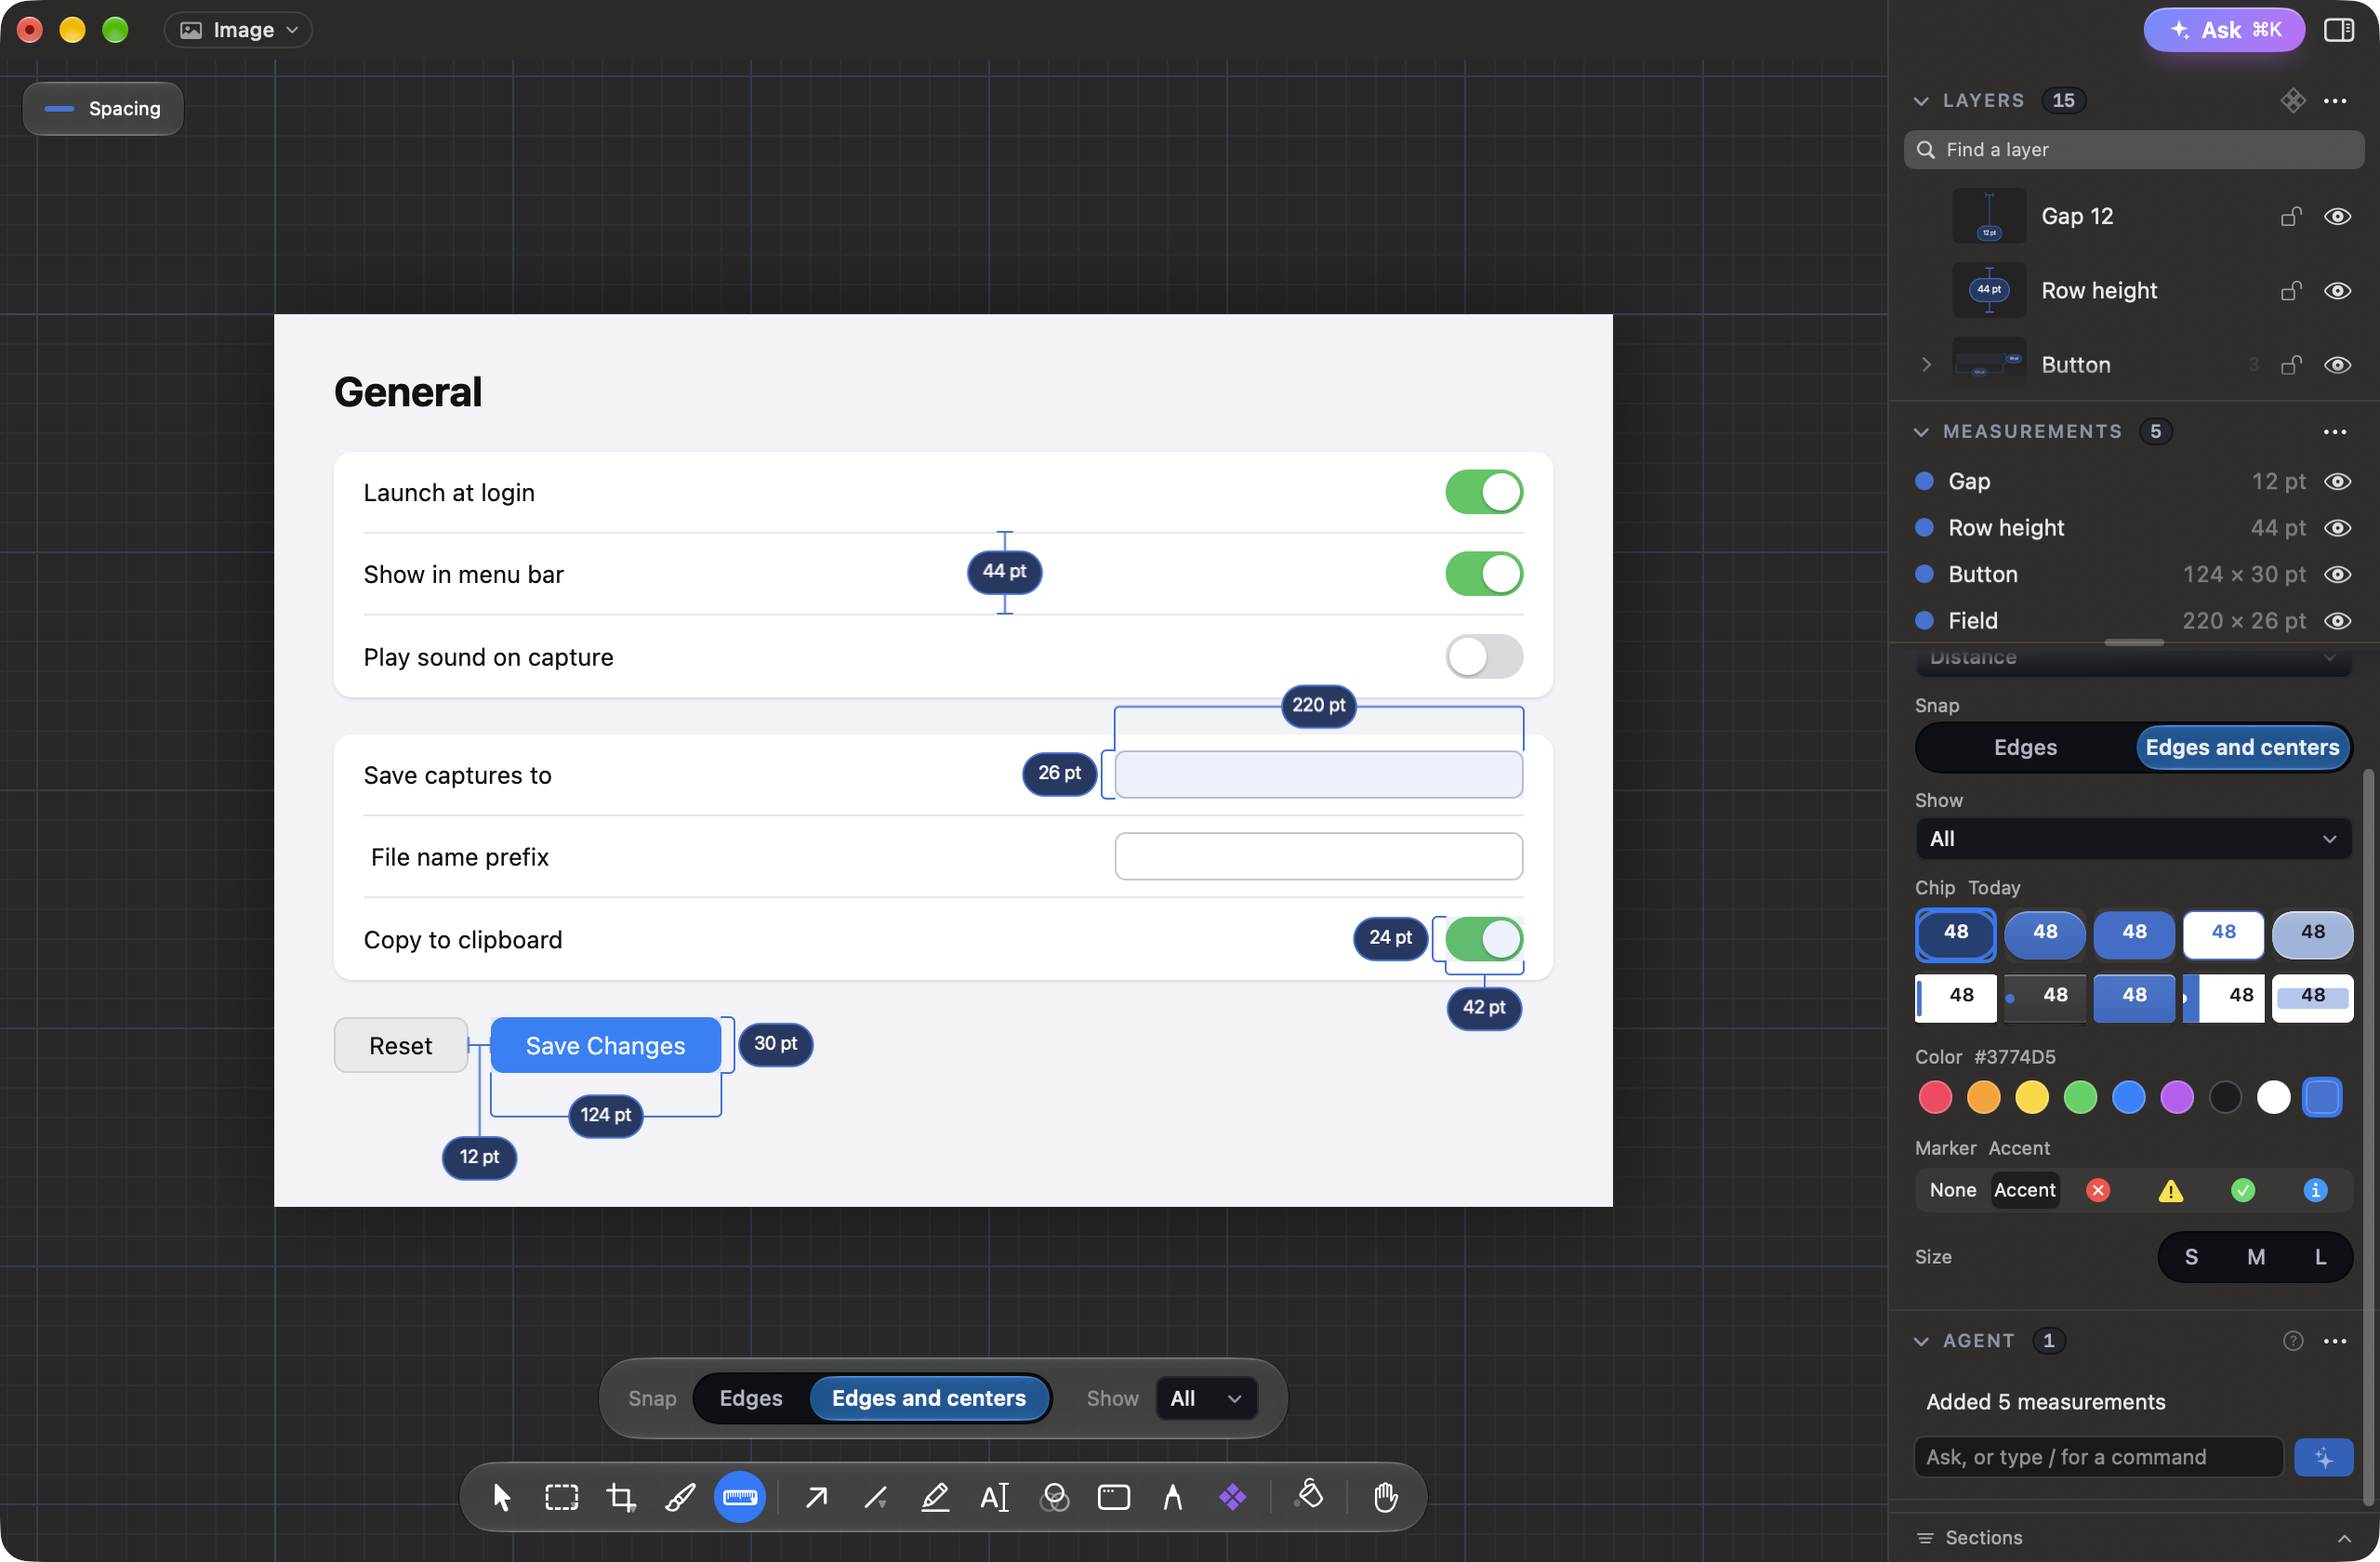 Image
Ask ⌘K
Spacing
LAYERS 15
Find a layer
12 pt
Gap 12
44 pt
Row height
Button 3
MEASUREMENTS 5
Gap 12 pt
Row height 44 pt
Button 124 × 30 pt
Field 220 × 26 pt
Distance
Snap
Edges Edges and centers
Show
All
Chip Today
48 48 48 48 48
48 48 48 48 48
Color #3774D5
Marker Accent
None Accent
Size S M L
AGENT 1
Added 5 measurements
Ask, or type / for a command
Sections
General
Launch at login
Show in menu bar
44 pt
Play sound on capture
220 pt
Save captures to
26 pt
File name prefix
Copy to clipboard
24 pt
42 pt
Reset
Save Changes
30 pt
124 pt
12 pt
Snap Edges Edges and centers Show All
AI